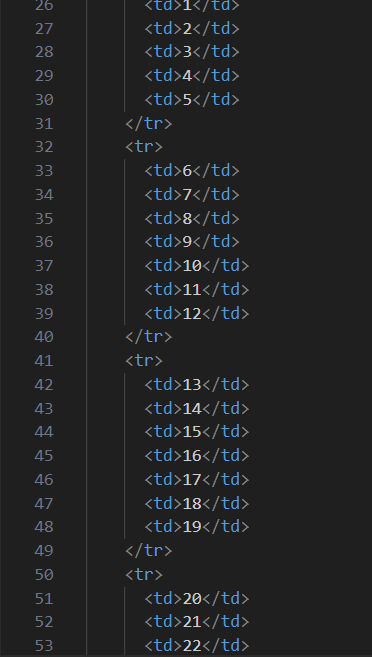 26 <td>1</td>
27 <td>2</td>
28 <td>3</td>
29 <td>4</td>
30 <td>5</td>
31 </tr>
32 <tr>
33 <td>6</td>
34 <td>7</td>
35 <td>8</td>
36 <td>9</td>
37 <td>10</td>
38 <td>11</td>
39 <td>12</td>
40 </tr>
41 <tr>
42 <td>13</td>
43 <td>14</td>
44 <td>15</td>
45 <td>16</td>
46 <td>17</td>
47 <td>18</td>
48 <td>19</td>
49 </tr>
50 <tr>
51 <td>20</td>
52 <td>21</td>
53 <td>22</td>